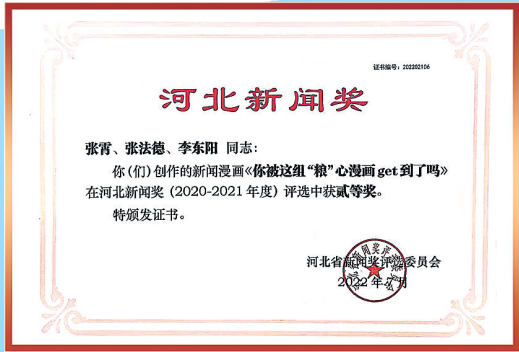 证书编号：202202106
河北新闻奖
张霄、张法德、李东阳 同志：
你(们)创作的新闻漫画《你被这组“粮”心漫画get到了吗》
在河北新闻奖（2020-2021年度）评选中获贰等奖。
特颁发证书。
河北省新闻奖评选委员会
2022年 月